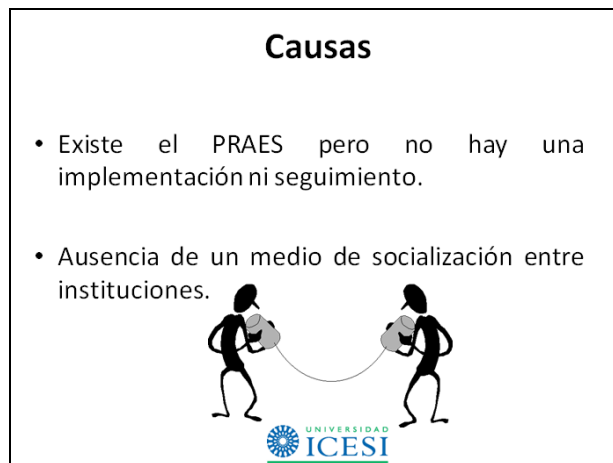 Causas
• Existe el PRAES pero no hay una
implementación ni seguimiento.
• Ausencia de un medio de socialización entre
instituciones.
UNIVERSIDAD
ICESI